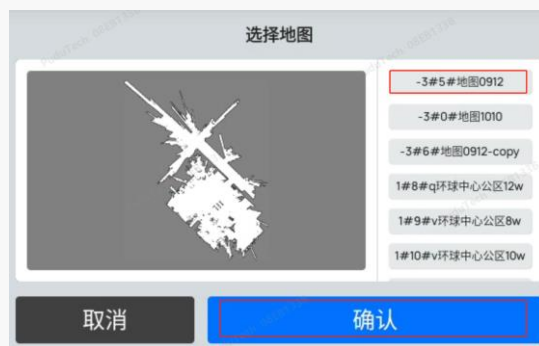 选择地图
-3#5#地图0912
-3#0#地图1010
-3#6#地图0912-copy
1#8#q环球中心公区12w
1#9#v环球中心公区8w
1#10#v环球中心公区10w
取消
确认